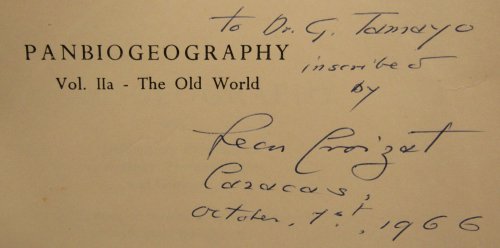 PANBIOGEOGRAPHY
Vol. IIa - The Old World
to Dr. G. Tamayo
inscribed
by
Leon Croizat
Caracas,
October, 1st, 1966